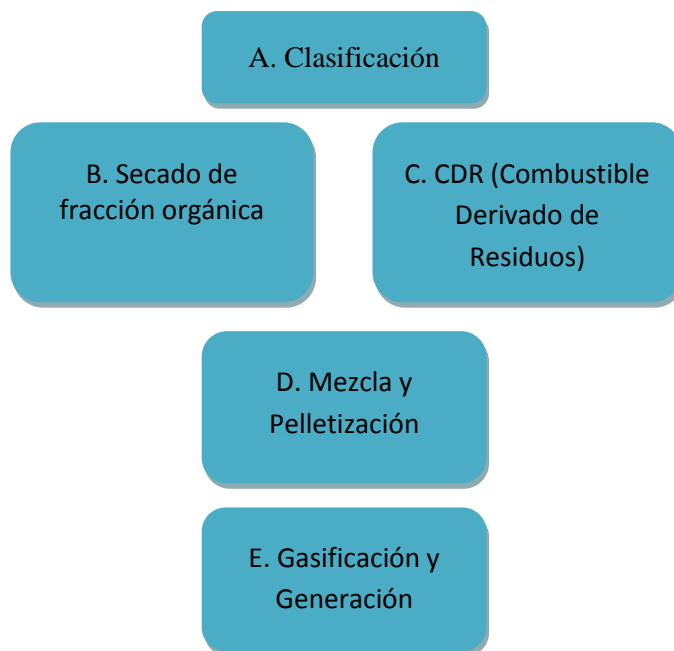 A. Clasificación
B. Secado de
fracción orgánica
C. CDR (Combustible
Derivado de
Residuos)
D. Mezcla y
Pelletización
E. Gasificación y
Generación